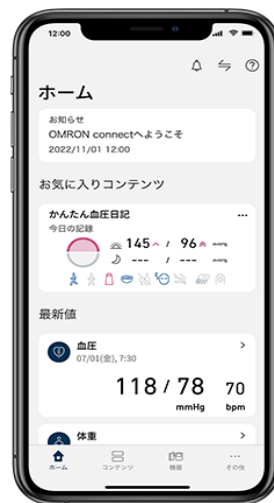 12:00
ホーム
お知らせ
OMRON connectへようこそ
2022/11/01 12:00
お気に入りコンテンツ
かんたん血圧日記
今日の記録
145 / 96
--- / ---
最新値
血圧
07/01(金), 7:30
118 / 78 70
mmHg bpm
体重
ホーム コンテンツ 機器 その他